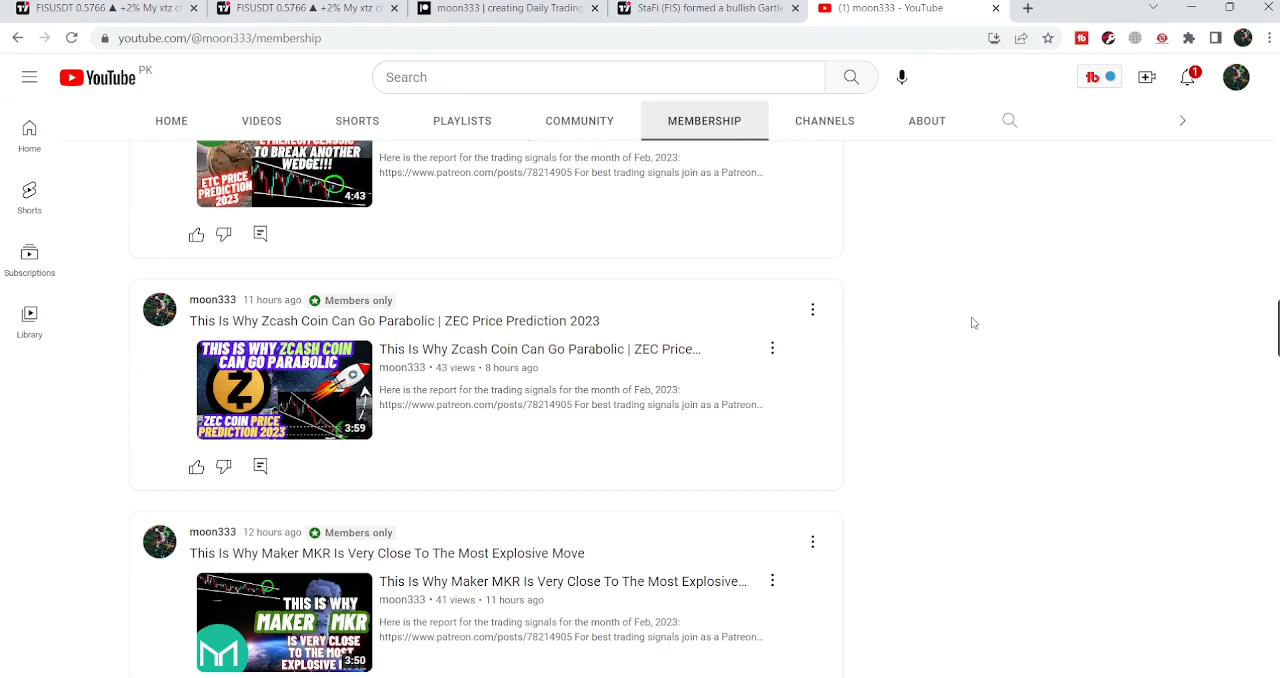 FISUSDT 0.5766 ▲ +2% My xtz ch
FISUSDT 0.5766 ▲ +2% My xtz ch
moon333 | creating Daily Trading
StaFi (FIS) formed a bullish Gartle
(1) moon333 - YouTube
youtube.com/@moon333/membership
YouTube PK
Search
1
HOME
VIDEOS
SHORTS
PLAYLISTS
COMMUNITY
MEMBERSHIP
CHANNELS
ABOUT
Home
Shorts
Subscriptions
Library
ETHEREUM CLASSIC
TO BREAK ANOTHER
WEDGE!!!
ETC PRICE
PREDICTION
2023
4:43
Here is the report for the trading signals for the month of Feb, 2023:
https://www.patreon.com/posts/78214905 For best trading signals join as a Patreon...
moon333 11 hours ago Members only
This Is Why Zcash Coin Can Go Parabolic | ZEC Price Prediction 2023
THIS IS WHY ZCASH COIN
CAN GO PARABOLIC
ZEC COIN PRICE
PREDICTION 2023
3:59
This Is Why Zcash Coin Can Go Parabolic | ZEC Price...
moon333 • 43 views • 8 hours ago
Here is the report for the trading signals for the month of Feb, 2023:
https://www.patreon.com/posts/78214905 For best trading signals join as a Patreon...
moon333 12 hours ago Members only
This Is Why Maker MKR Is Very Close To The Most Explosive Move
THIS IS WHY
MAKER MKR
IS VERY CLOSE
TO THE MOST
EXPLOSIVE
3:50
This Is Why Maker MKR Is Very Close To The Most Explosive...
moon333 • 41 views • 11 hours ago
Here is the report for the trading signals for the month of Feb, 2023:
https://www.patreon.com/posts/78214905 For best trading signals join as a Patreon...